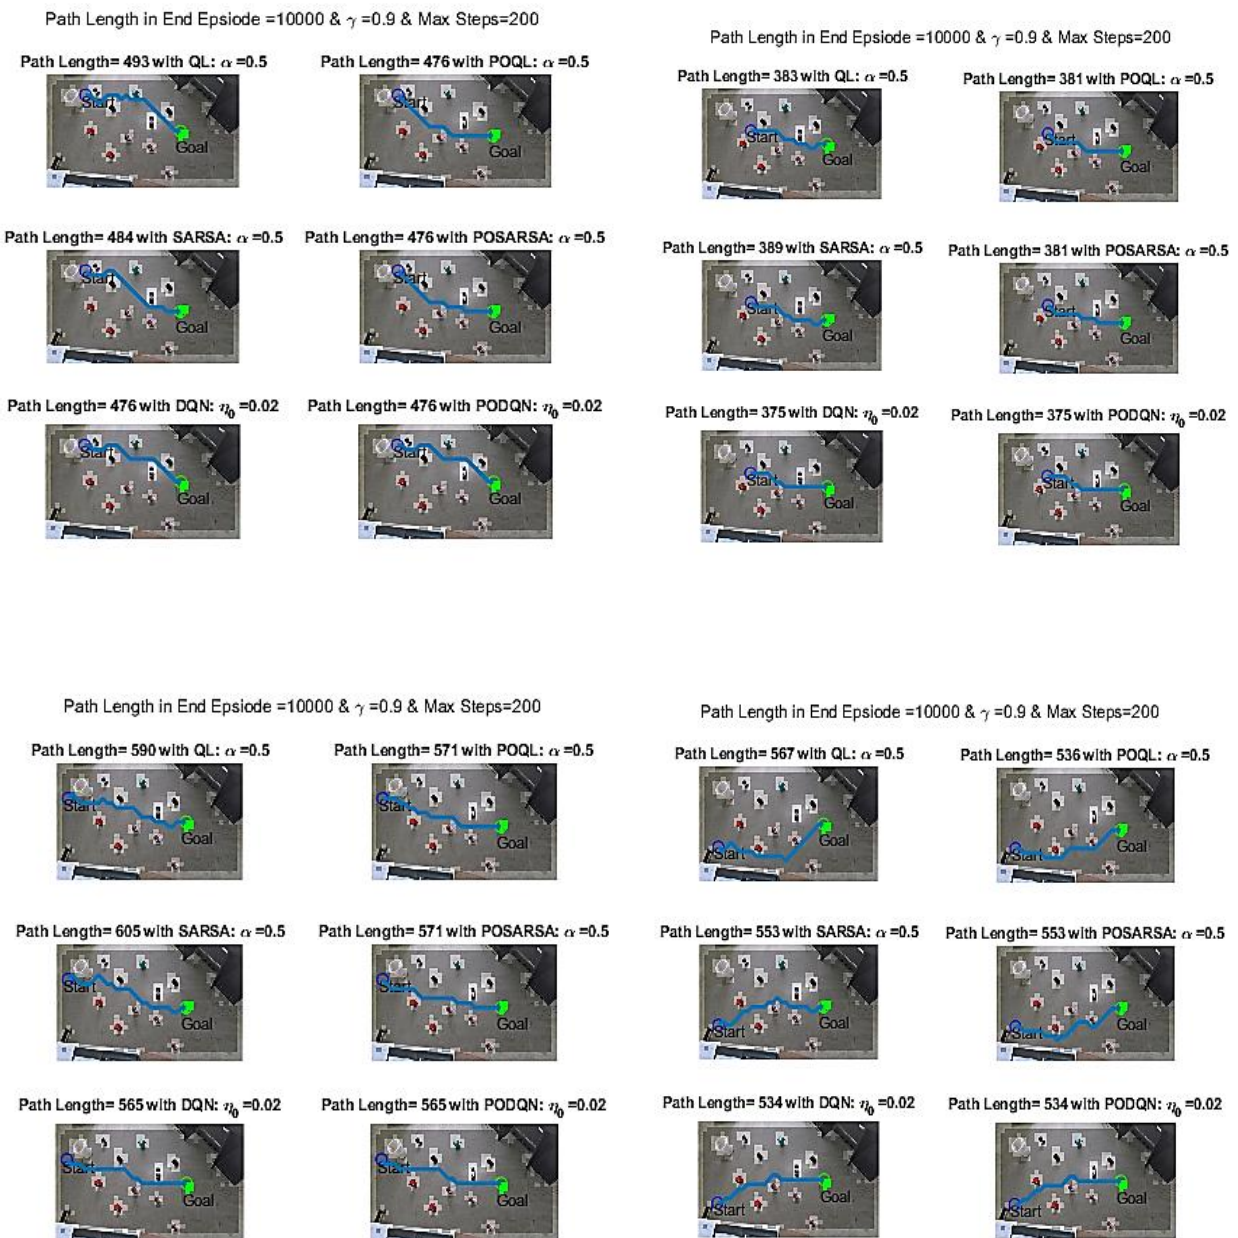 Path Length in End Epsiode =10000 & γ =0.9 & Max Steps=200
Path Length= 493 with QL: α =0.5
Path Length= 476 with POQL: α =0.5
Start
Goal
Start
Goal
Path Length= 484 with SARSA: α =0.5
Path Length= 476 with POSARSA: α =0.5
Start
Goal
Start
Goal
Path Length= 476 with DQN: η₀ =0.02
Path Length= 476 with PODQN: η₀ =0.02
Start
Goal
Start
Goal
Path Length in End Epsiode =10000 & γ =0.9 & Max Steps=200
Path Length= 383 with QL: α =0.5
Path Length= 381 with POQL: α =0.5
Start
Goal
Start
Goal
Path Length= 389 with SARSA: α =0.5
Path Length= 381 with POSARSA: α =0.5
Start
Goal
Start
Goal
Path Length= 375 with DQN: η₀ =0.02
Path Length= 375 with PODQN: η₀ =0.02
Start
Goal
Start
Goal
Path Length in End Epsiode =10000 & γ =0.9 & Max Steps=200
Path Length= 590 with QL: α =0.5
Path Length= 571 with POQL: α =0.5
Start
Goal
Start
Goal
Path Length= 605 with SARSA: α =0.5
Path Length= 571 with POSARSA: α =0.5
Start
Goal
Start
Goal
Path Length= 565 with DQN: η₀ =0.02
Path Length= 565 with PODQN: η₀ =0.02
Start
Goal
Start
Goal
Path Length in End Epsiode =10000 & γ =0.9 & Max Steps=200
Path Length= 567 with QL: α =0.5
Path Length= 536 with POQL: α =0.5
Start
Goal
Start
Goal
Path Length= 553 with SARSA: α =0.5
Path Length= 553 with POSARSA: α =0.5
Start
Goal
Start
Goal
Path Length= 534 with DQN: η₀ =0.02
Path Length= 534 with PODQN: η₀ =0.02
Start
Goal
Start
Goal